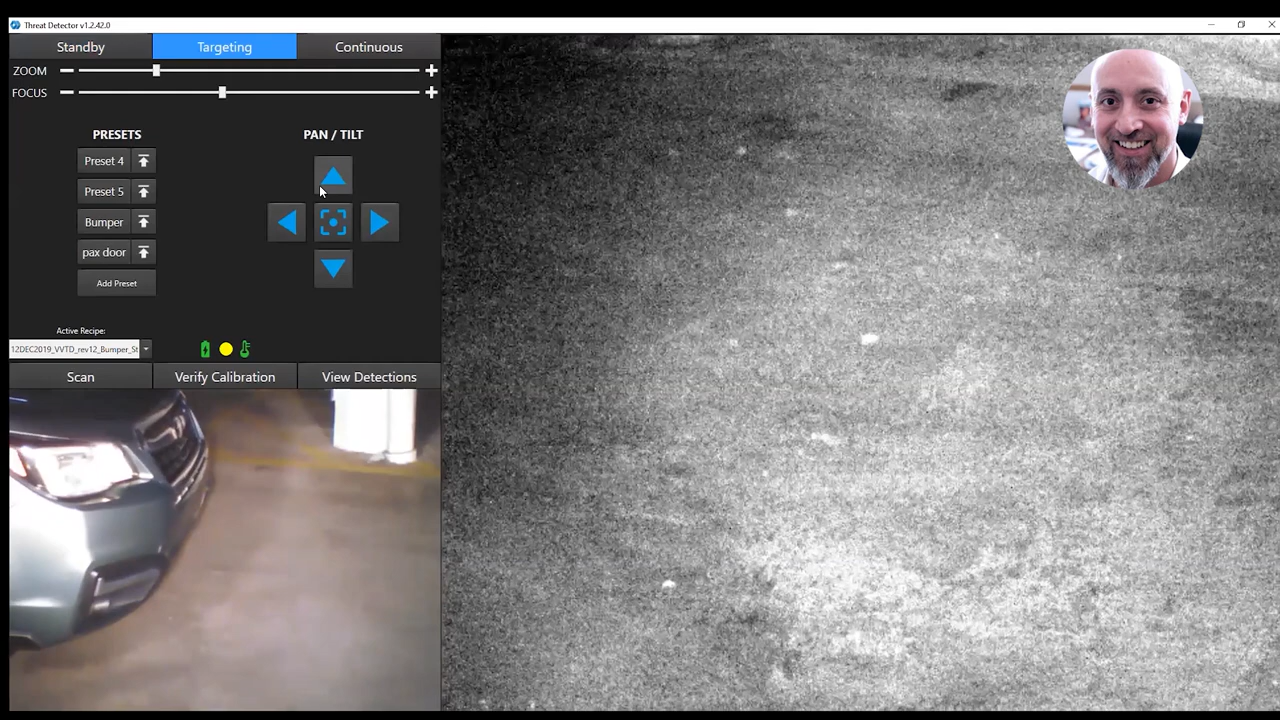 Threat Detector v1.2.42.0
Standby
Targeting
Continuous
ZOOM
FOCUS
PRESETS
PAN / TILT
Preset 4
Preset 5
Bumper
pax door
Add Preset
Active Recipe:
12DEC2019_VVTD_rev12_Bumper_St
Scan
Verify Calibration
View Detections